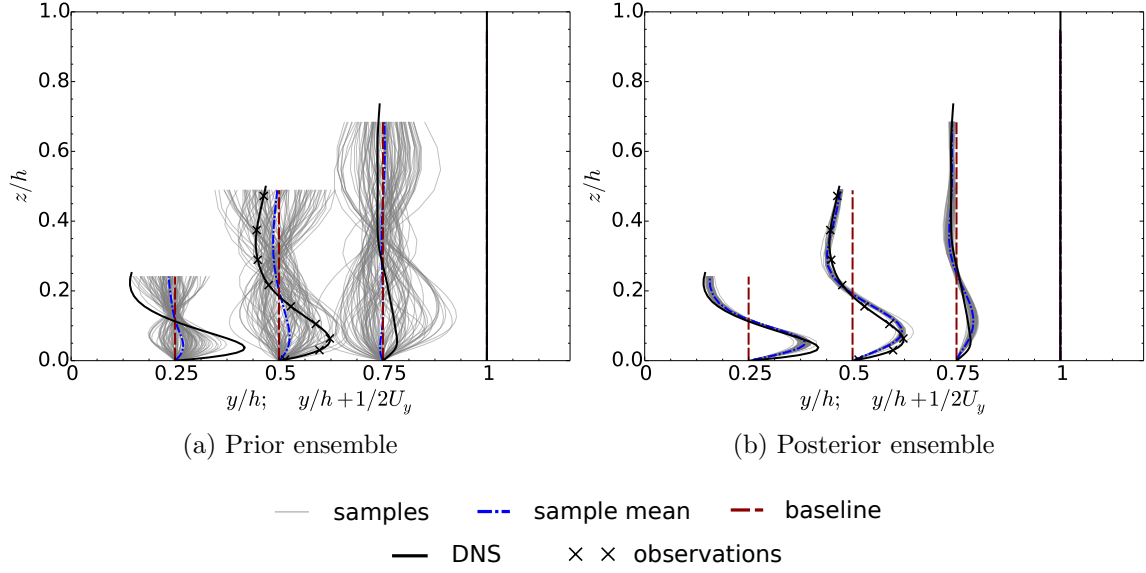 1.0
0.8
0.6
0.4
0.2
0.0
z/h
0 0.25 0.5 0.75 1
y/h; y/h+1/2U_y
(a) Prior ensemble
1.0
0.8
0.6
0.4
0.2
0.0
z/h
0 0.25 0.5 0.75 1
y/h; y/h+1/2U_y
(b) Posterior ensemble
samples sample mean baseline
DNS × × observations